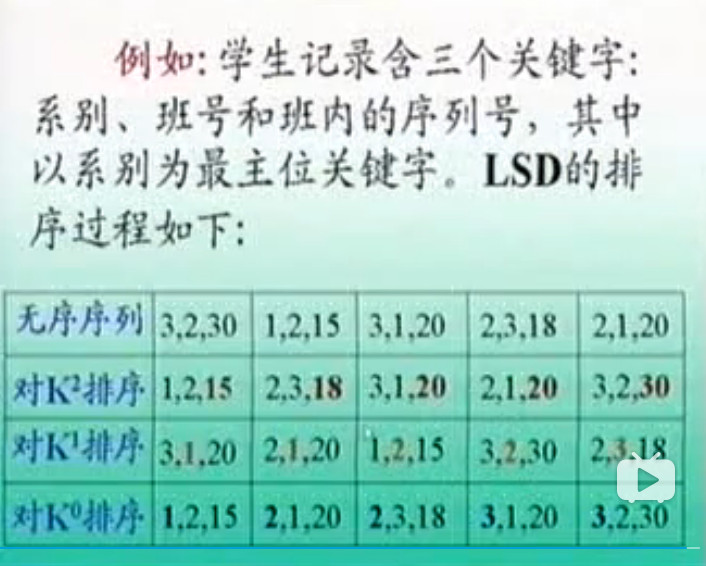 例如: 学生记录含三个关键字:
系别、班号和班内的序列号，其中
以系别为最主位关键字。LSD的排
序过程如下:
无序序列 3,2,30 1,2,15 3,1,20 2,3,18 2,1,20
对K²排序 1,2,15 2,3,18 3,1,20 2,1,20 3,2,30
对K¹排序 3,1,20 2,1,20 1,2,15 3,2,30 2,3,18
对K⁰排序 1,2,15 2,1,20 2,3,18 3,1,20 3,2,30